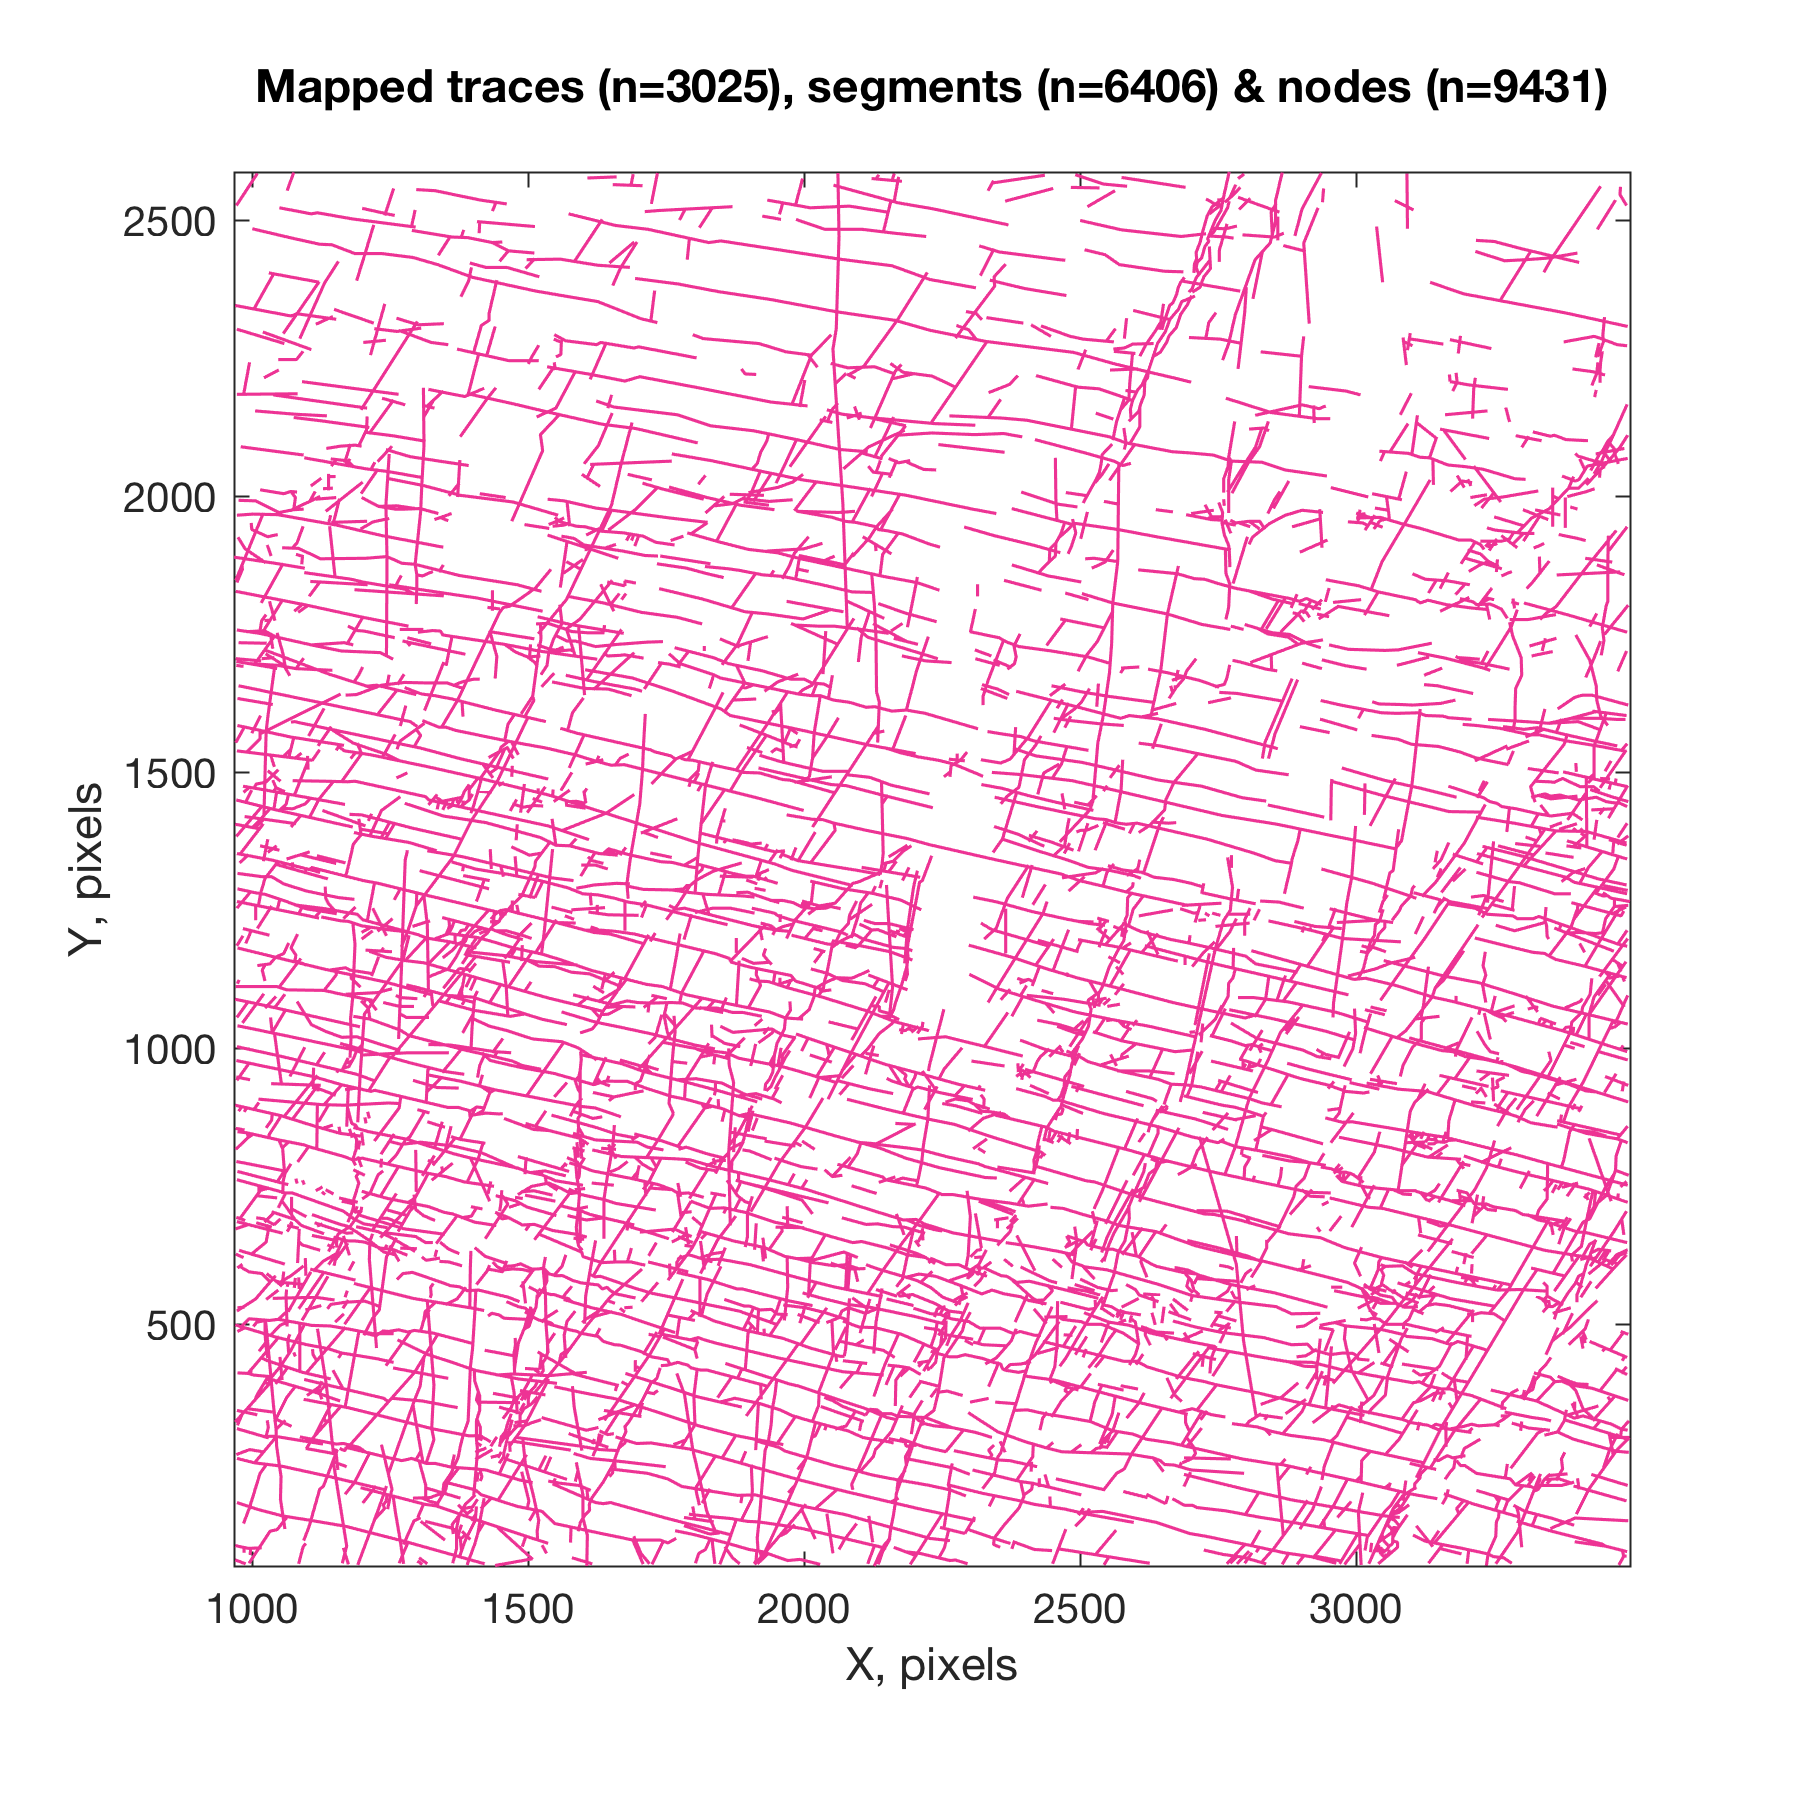 Mapped traces (n=3025), segments (n=6406) & nodes (n=9431)
2500
2000
1500
1000
500
Y, pixels
1000 1500 2000 2500 3000
X, pixels